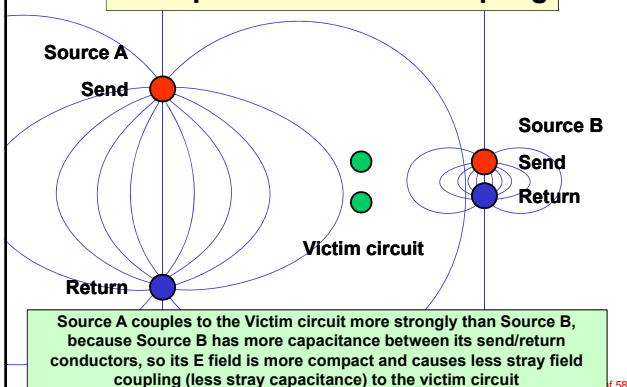 Source A
Send
Source B
Send
Return
Victim circuit
Return
Source A couples to the Victim circuit more strongly than Source B,
because Source B has more capacitance between its send/return
conductors, so its E field is more compact and causes less stray field
coupling (less stray capacitance) to the victim circuit
of 58